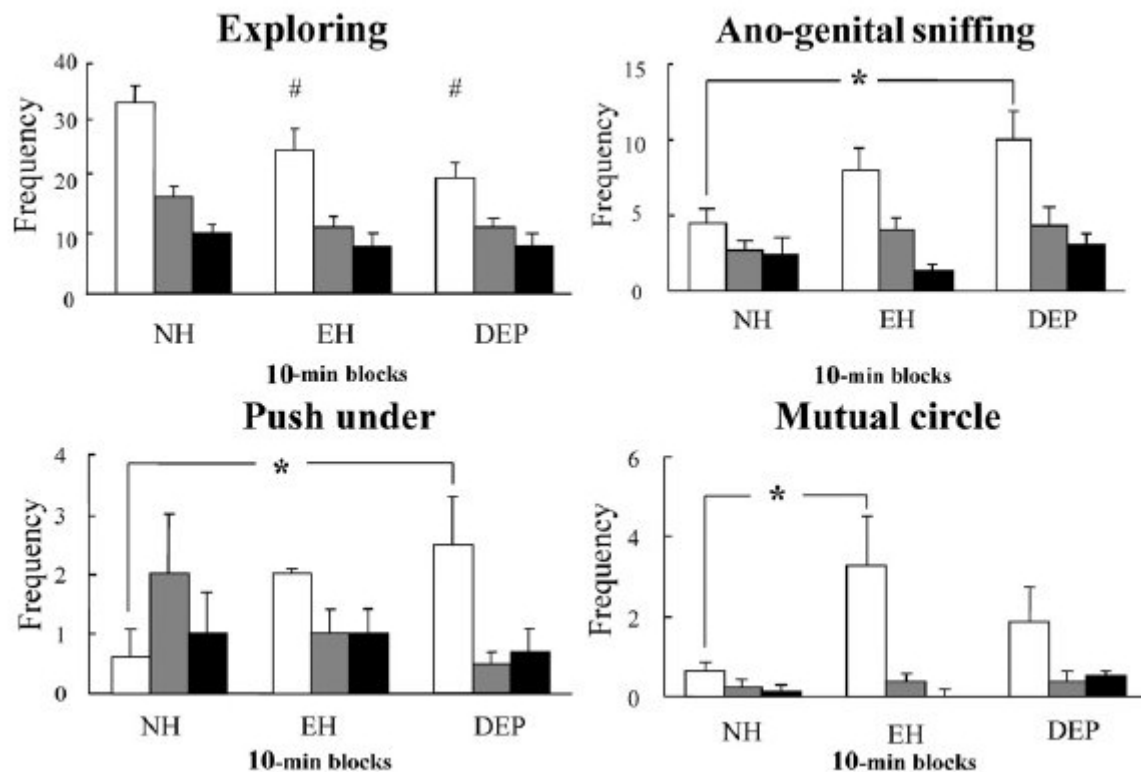 Exploring
Frequency
40
30
20
10
0
#
#
NH EH DEP
10-min blocks
Ano-genital sniffing
Frequency
15
10
5
0
*
NH EH DEP
10-min blocks
Push under
Frequency
4
3
2
1
0
*
NH EH DEP
10-min blocks
Mutual circle
Frequency
6
4
2
0
*
NH EH DEP
10-min blocks